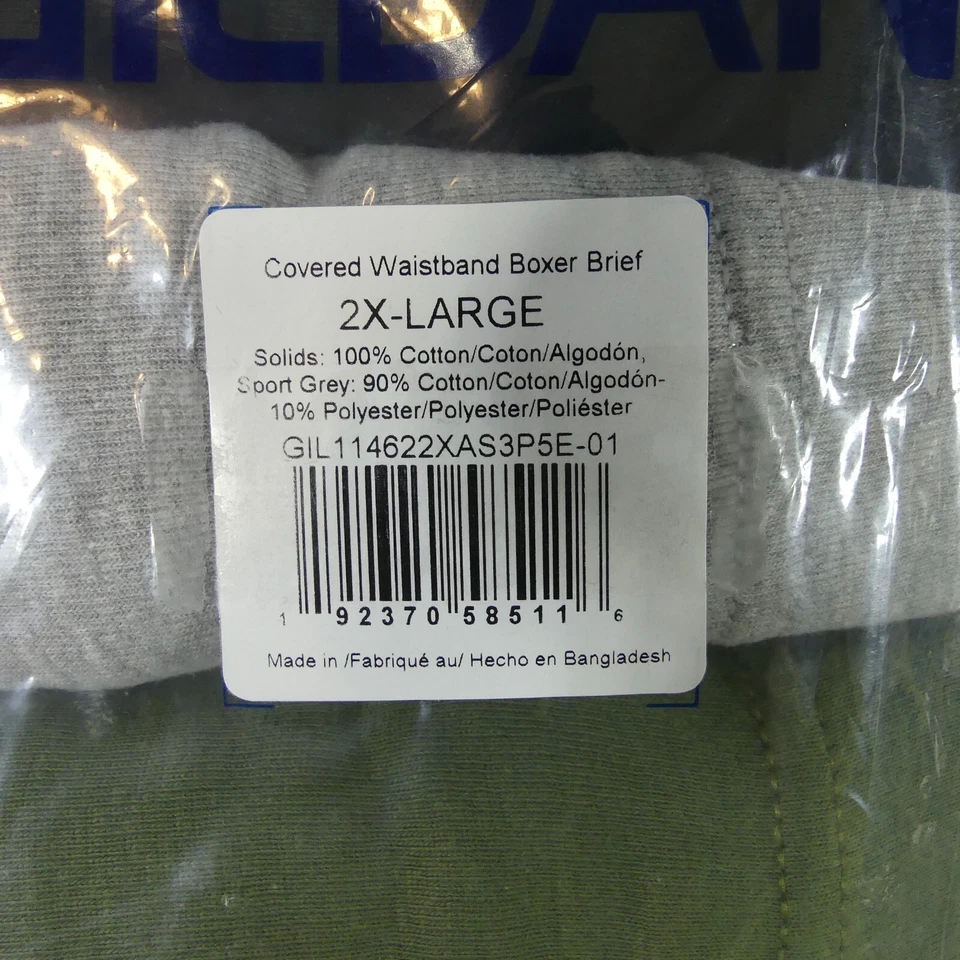 GILDAN
Covered Waistband Boxer Brief
2X-LARGE
Solids: 100% Cotton/Coton/Algodón,
Sport Grey: 90% Cotton/Coton/Algodón-
10% Polyester/Polyester/Poliéster
GIL114622XAS3P5E-01
1 92370 58511 6
Made in /Fabriqué au/ Hecho en Bangladesh